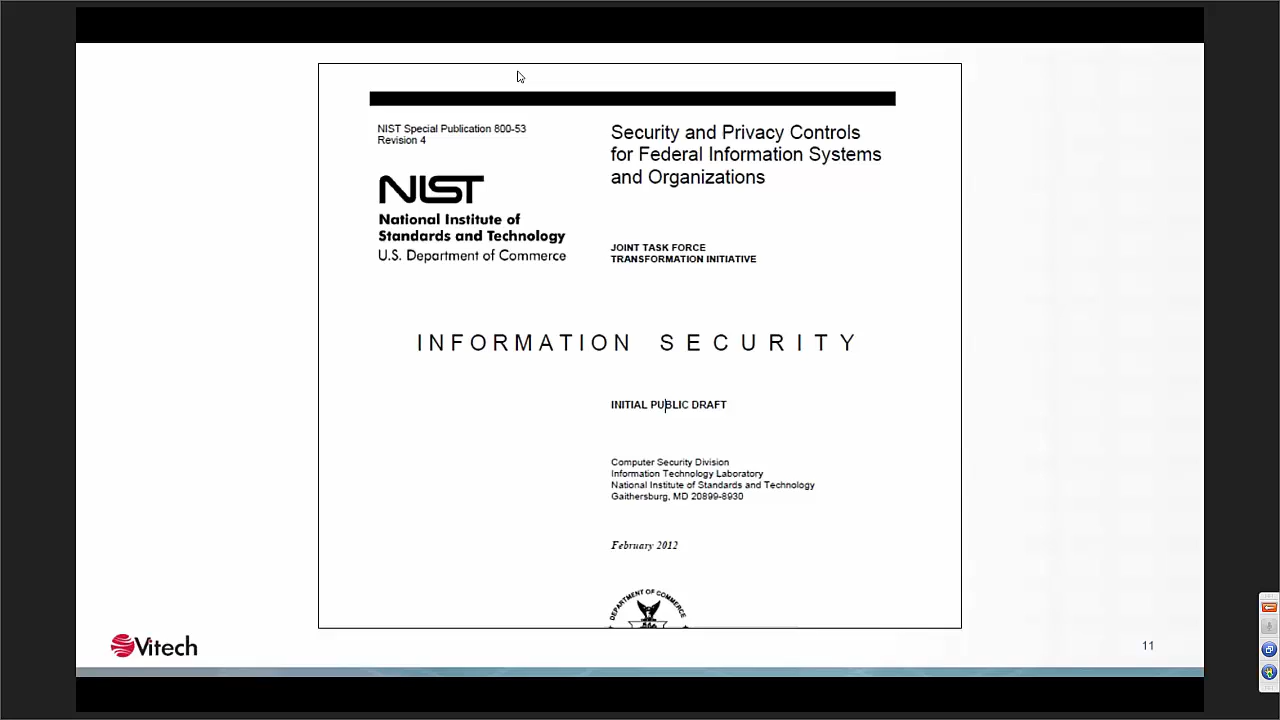 NIST Special Publication 800-53
Revision 4
NIST
National Institute of
Standards and Technology
U.S. Department of Commerce
Security and Privacy Controls
for Federal Information Systems
and Organizations
JOINT TASK FORCE
TRANSFORMATION INITIATIVE
INFORMATION SECURITY
INITIAL PUBLIC DRAFT
Computer Security Division
Information Technology Laboratory
National Institute of Standards and Technology
Gaithersburg, MD 20899-8930
February 2012
DEPARTMENT OF COMMERCE
Vitech
11